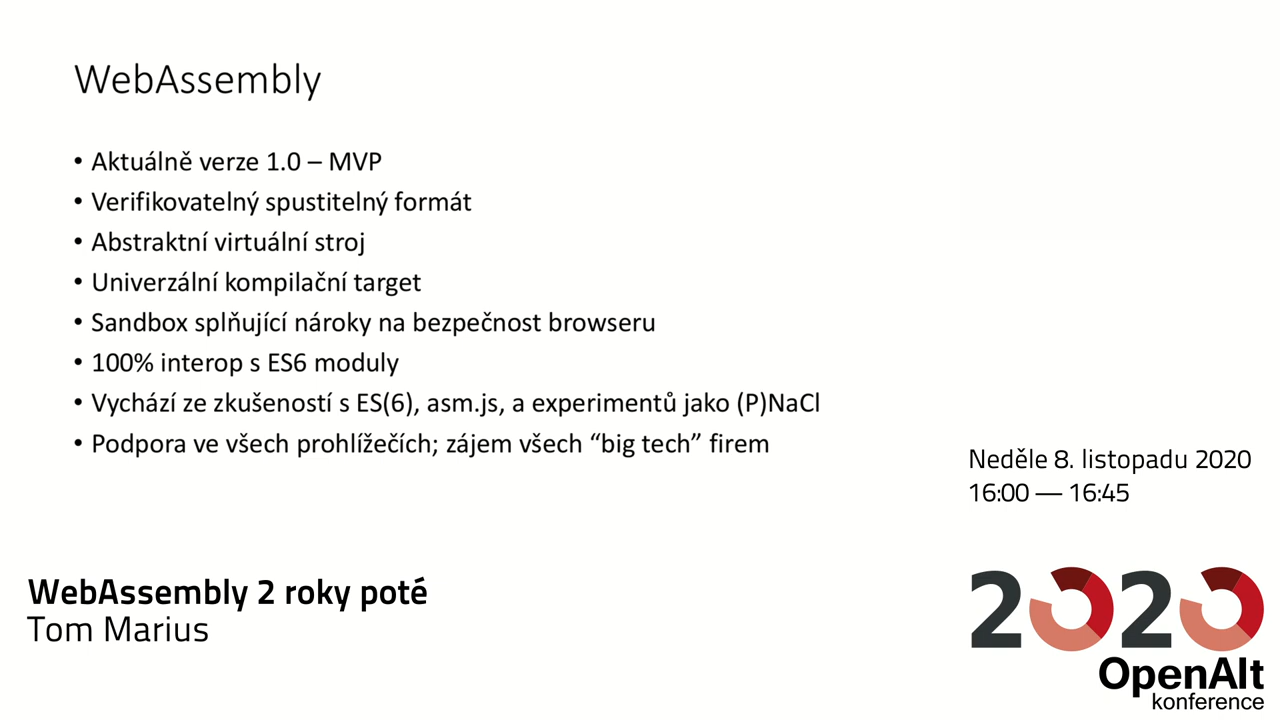 WebAssembly
• Aktuálně verze 1.0 – MVP
• Verifikovatelný spustitelný formát
• Abstraktní virtuální stroj
• Univerzální kompilační target
• Sandbox splňující nároky na bezpečnost browseru
• 100% interop s ES6 moduly
• Vychází ze zkušeností s ES(6), asm.js, a experimentů jako (P)NaCl
• Podpora ve všech prohlížečích; zájem všech “big tech” firem
Neděle 8. listopadu 2020
16:00 — 16:45
WebAssembly 2 roky poté
Tom Marius
2020
OpenAlt
konference